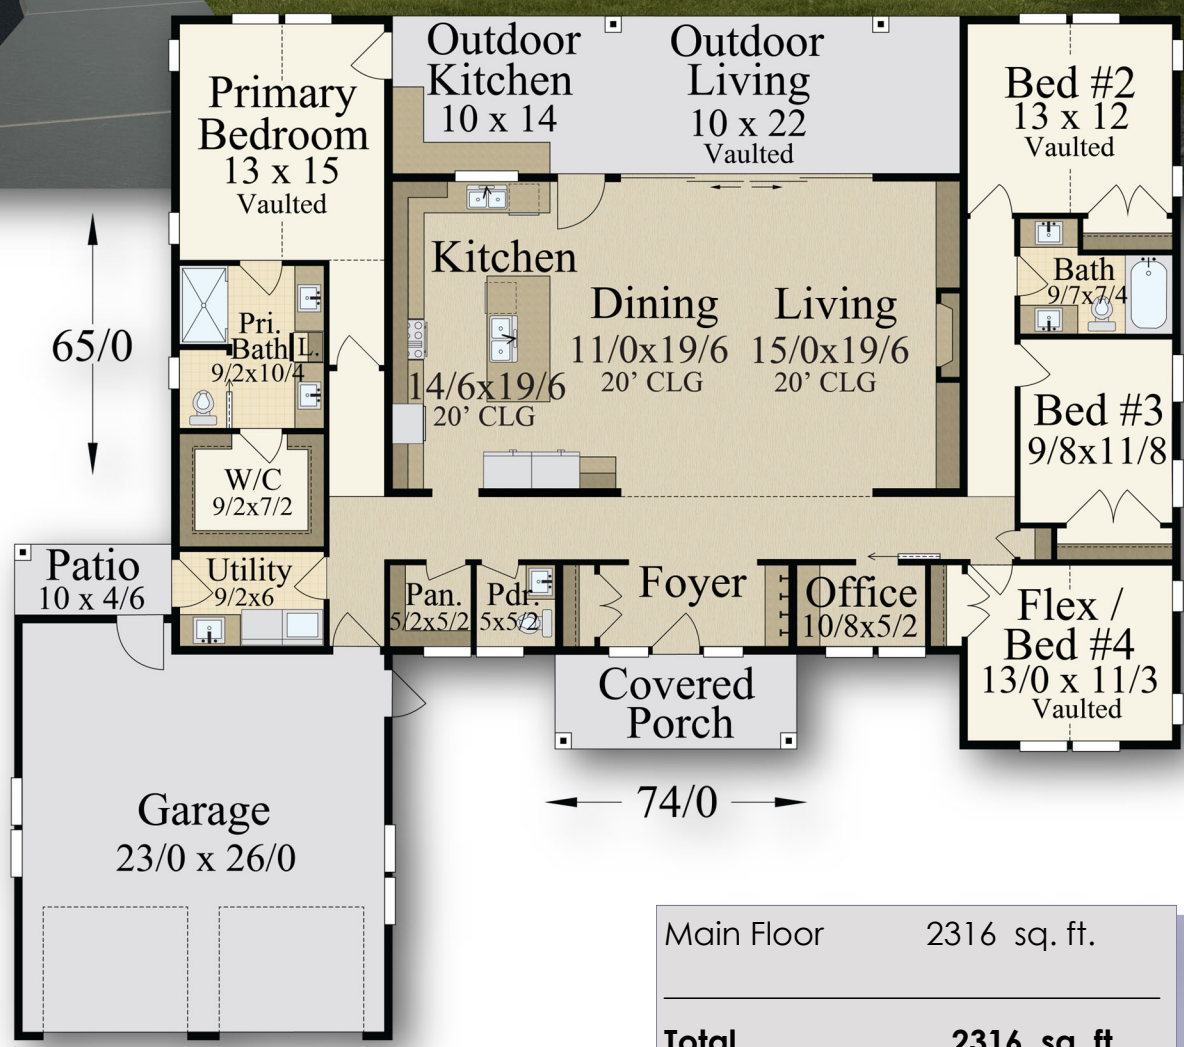 Outdoor
Kitchen
10 x 14
Outdoor
Living
10 x 22
Vaulted
Primary
Bedroom
13 x 15
Vaulted
Bed #2
13 x 12
Vaulted
Kitchen
14/6x19/6
20' CLG
Dining
11/0x19/6
20' CLG
Living
15/0x19/6
20' CLG
Bath
9/7x7/4
65/0
Pri.
Bath
9/2x10/4
L.
Bed #3
9/8x11/8
W/C
9/2x7/2
Patio
10 x 4/6
Utility
9/2x6
Pan.
5/2x5/2
Pdr.
5x5/2
Foyer
Office
10/8x5/2
Flex /
Bed #4
13/0 x 11/3
Vaulted
Covered
Porch
74/0
Garage
23/0 x 26/0
Main Floor 2316 sq. ft.
Total 2316 sq. ft.